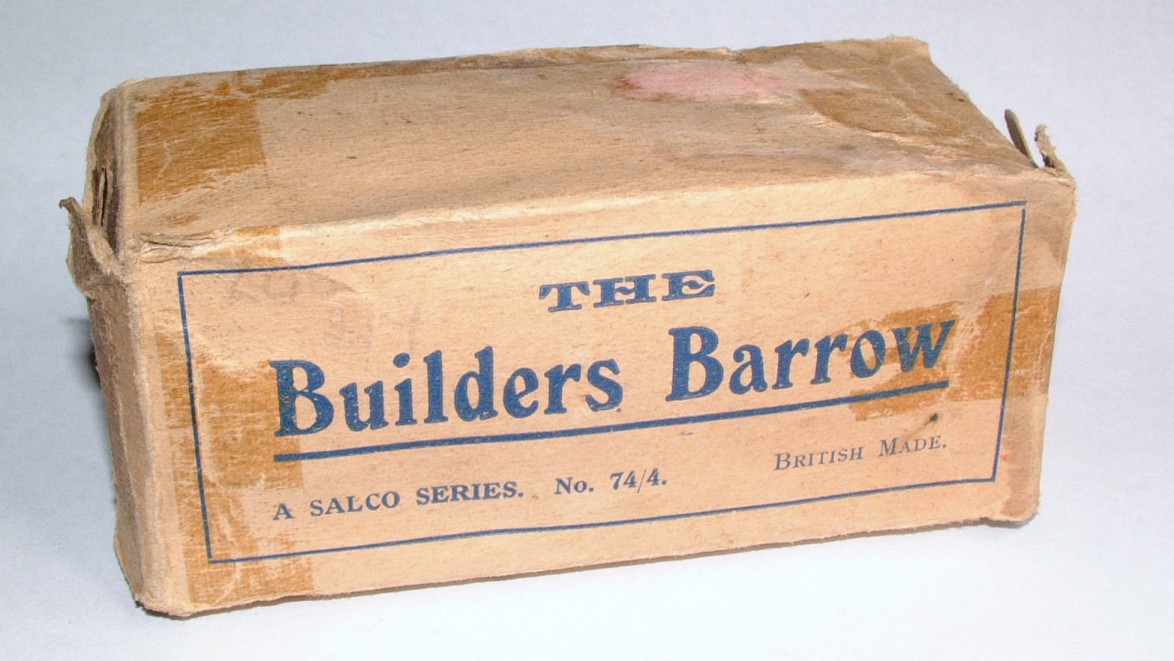 THE
Builders Barrow
A SALCO SERIES. No. 74/4. BRITISH MADE.